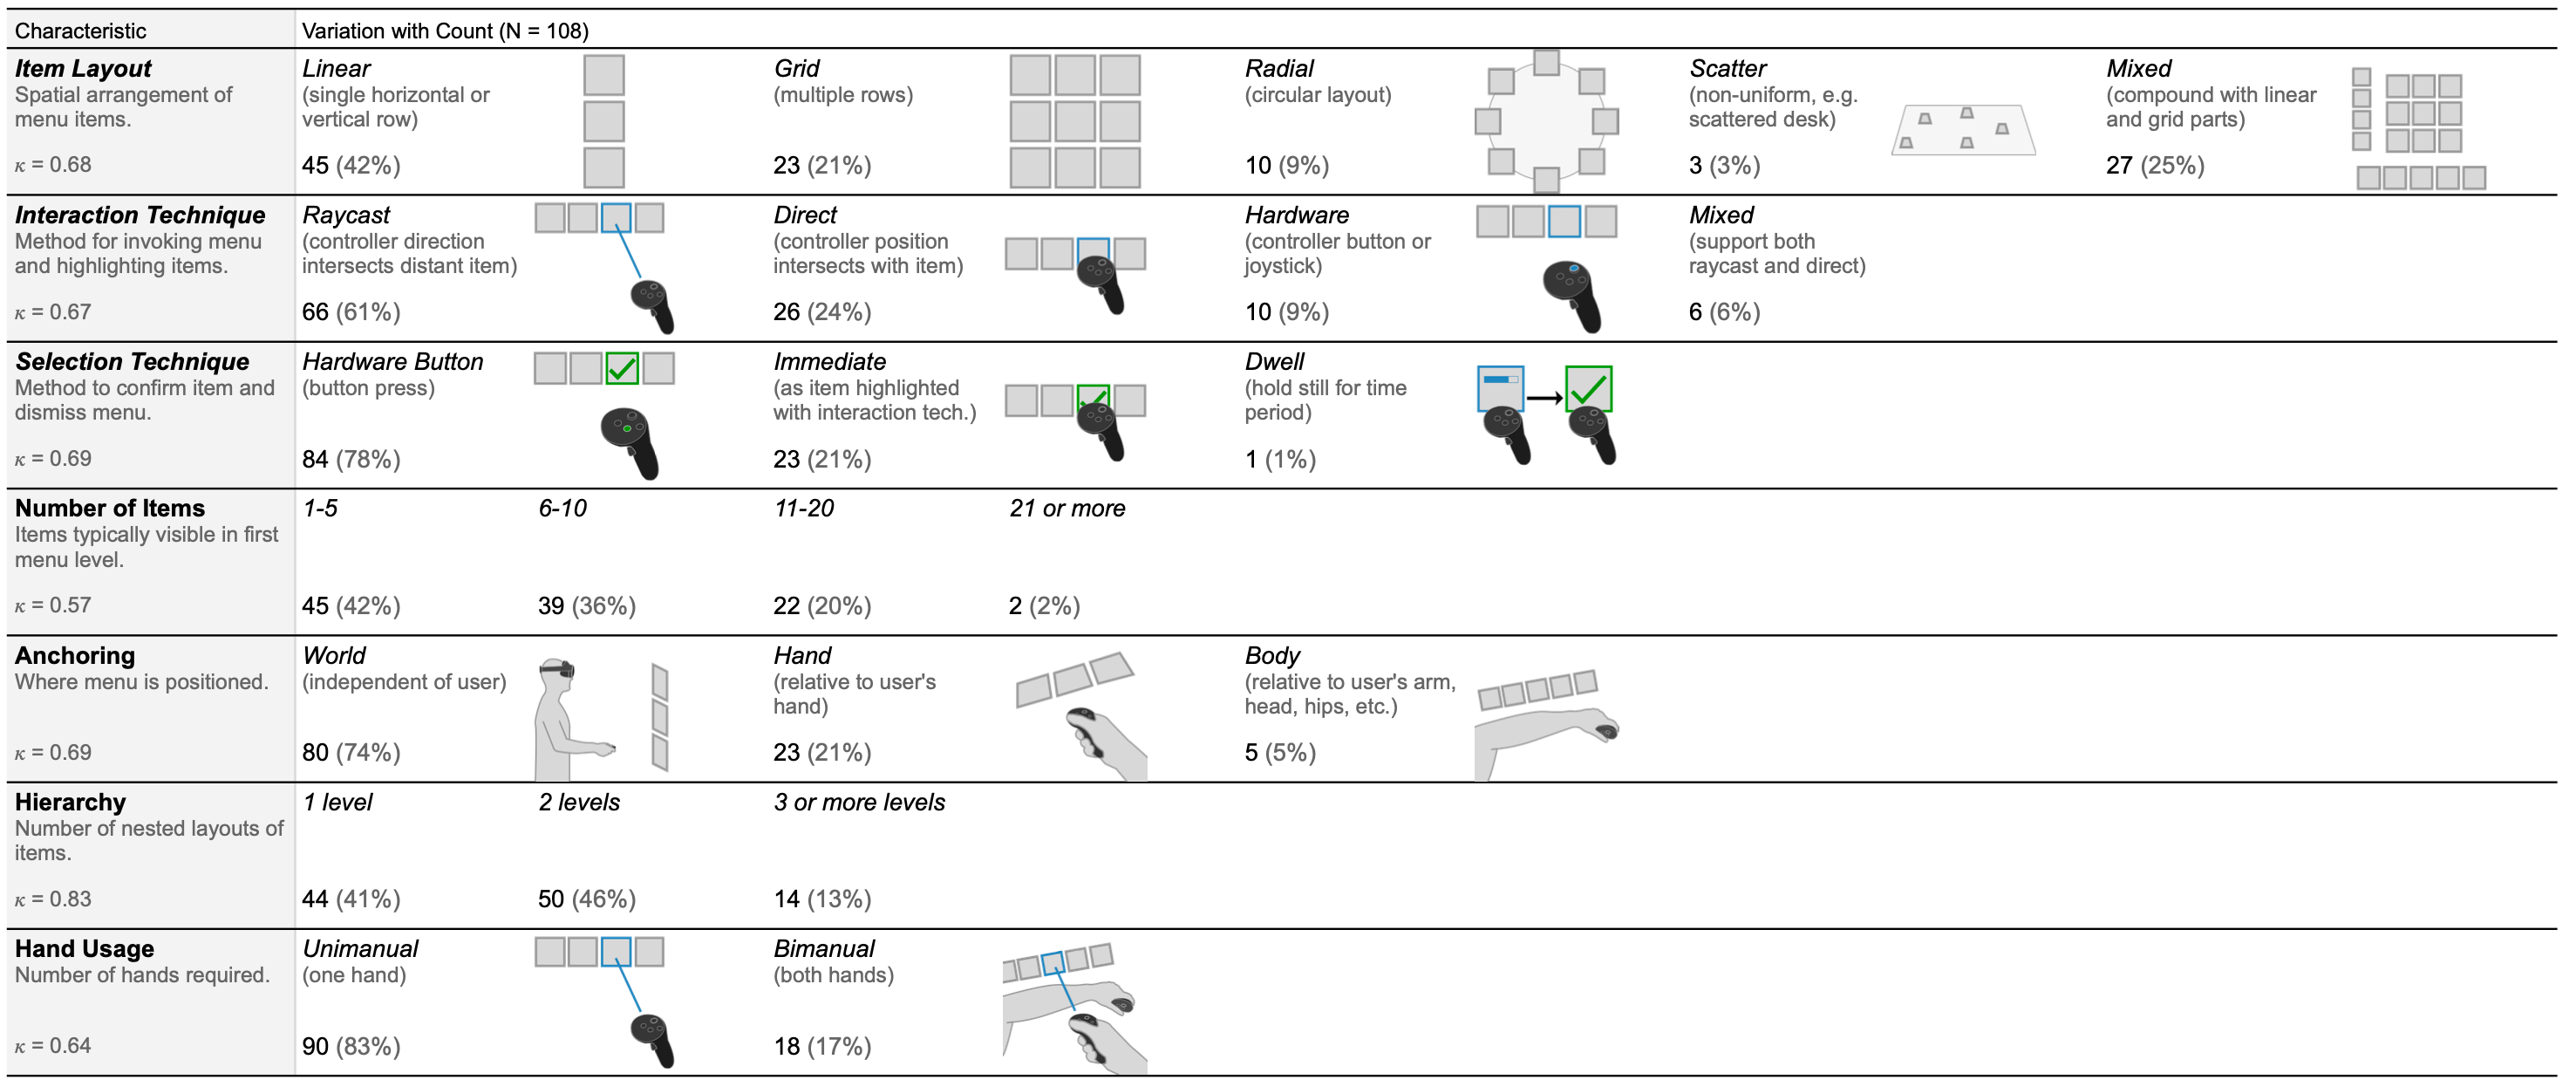 Characteristic
Variation with Count (N = 108)
Item Layout
Spatial arrangement of
menu items.
κ = 0.68
Linear
(single horizontal or
vertical row)
45 (42%)
Grid
(multiple rows)
23 (21%)
Radial
(circular layout)
10 (9%)
Scatter
(non-uniform, e.g.
scattered desk)
3 (3%)
Mixed
(compound with linear
and grid parts)
27 (25%)
Interaction Technique
Method for invoking menu
and highlighting items.
κ = 0.67
Raycast
(controller direction
intersects distant item)
66 (61%)
Direct
(controller position
intersects with item)
26 (24%)
Hardware
(controller button or
joystick)
10 (9%)
Mixed
(support both
raycast and direct)
6 (6%)
Selection Technique
Method to confirm item and
dismiss menu.
κ = 0.69
Hardware Button
(button press)
84 (78%)
Immediate
(as item highlighted
with interaction tech.)
23 (21%)
Dwell
(hold still for time
period)
1 (1%)
Number of Items
Items typically visible in first
menu level.
κ = 0.57
1-5
45 (42%)
6-10
39 (36%)
11-20
22 (20%)
21 or more
2 (2%)
Anchoring
Where menu is positioned.
κ = 0.69
World
(independent of user)
80 (74%)
Hand
(relative to user's
hand)
23 (21%)
Body
(relative to user's arm,
head, hips, etc.)
5 (5%)
Hierarchy
Number of nested layouts of
items.
κ = 0.83
1 level
44 (41%)
2 levels
50 (46%)
3 or more levels
14 (13%)
Hand Usage
Number of hands required.
κ = 0.64
Unimanual
(one hand)
90 (83%)
Bimanual
(both hands)
18 (17%)